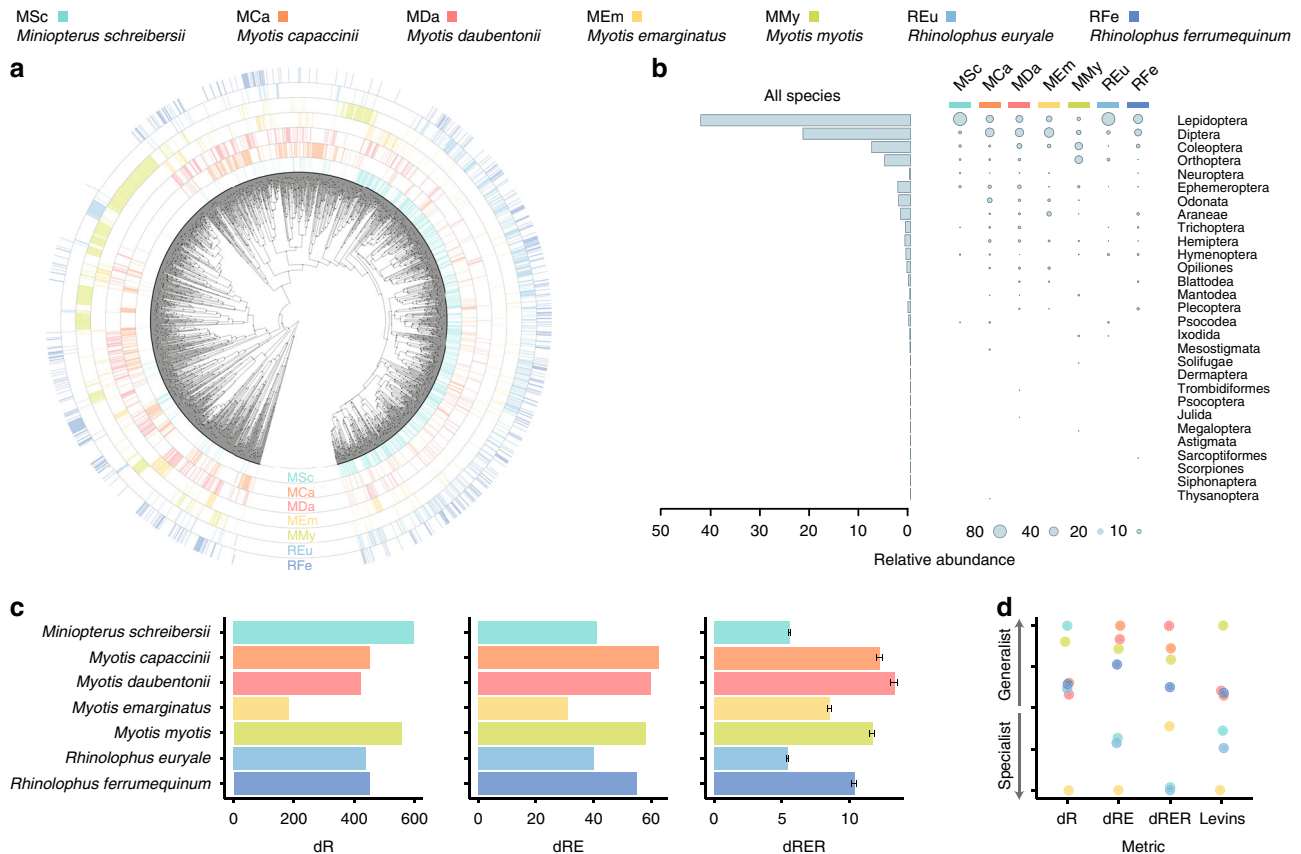 MSc MCa MDa MEm MMy REu RFe
Miniopterus schreibersii Myotis capaccinii Myotis daubentonii Myotis emarginatus Myotis myotis Rhinolophus euryale Rhinolophus ferrumequinum
a
MSc
MCa
MDa
MEm
MMy
REu
RFe
b
All species
MSc MCa MDa MEm MMy REu RFe
Lepidoptera
Diptera
Coleoptera
Orthoptera
Neuroptera
Ephemeroptera
Odonata
Araneae
Trichoptera
Hemiptera
Hymenoptera
Opiliones
Blattodea
Mantodea
Plecoptera
Psocodea
Ixodida
Mesostigmata
Solifugae
Dermaptera
Trombidiformes
Psocoptera
Julida
Megaloptera
Astigmata
Sarcoptiformes
Scorpiones
Siphonaptera
Thysanoptera
50 40 30 20 10 0
80 40 20 10
Relative abundance
c
Miniopterus schreibersii
Myotis capaccinii
Myotis daubentonii
Myotis emarginatus
Myotis myotis
Rhinolophus euryale
Rhinolophus ferrumequinum
0 200 400 600
dR
0 20 40 60
dRE
0 5 10
dRER
d
Generalist
Specialist
dR dRE dRER Levins
Metric